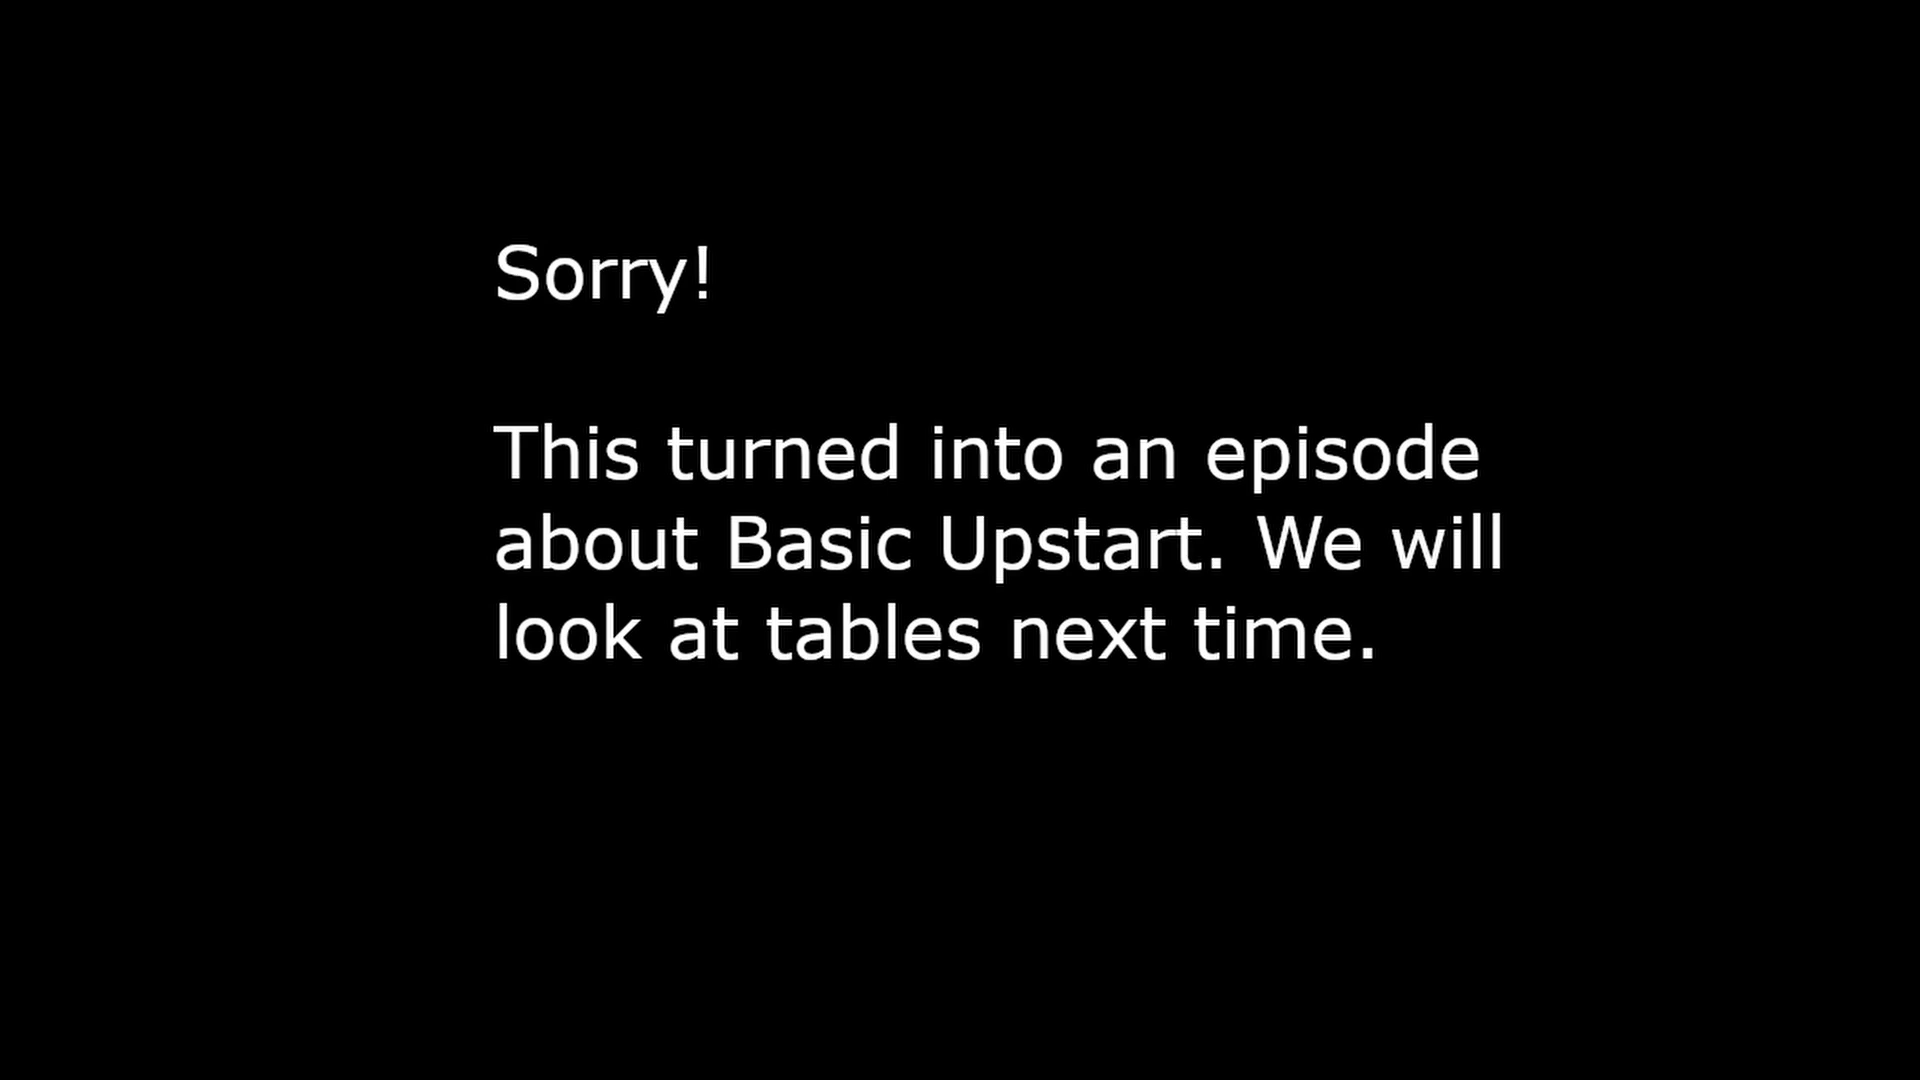 Sorry!
This turned into an episode
about Basic Upstart. We will
look at tables next time.